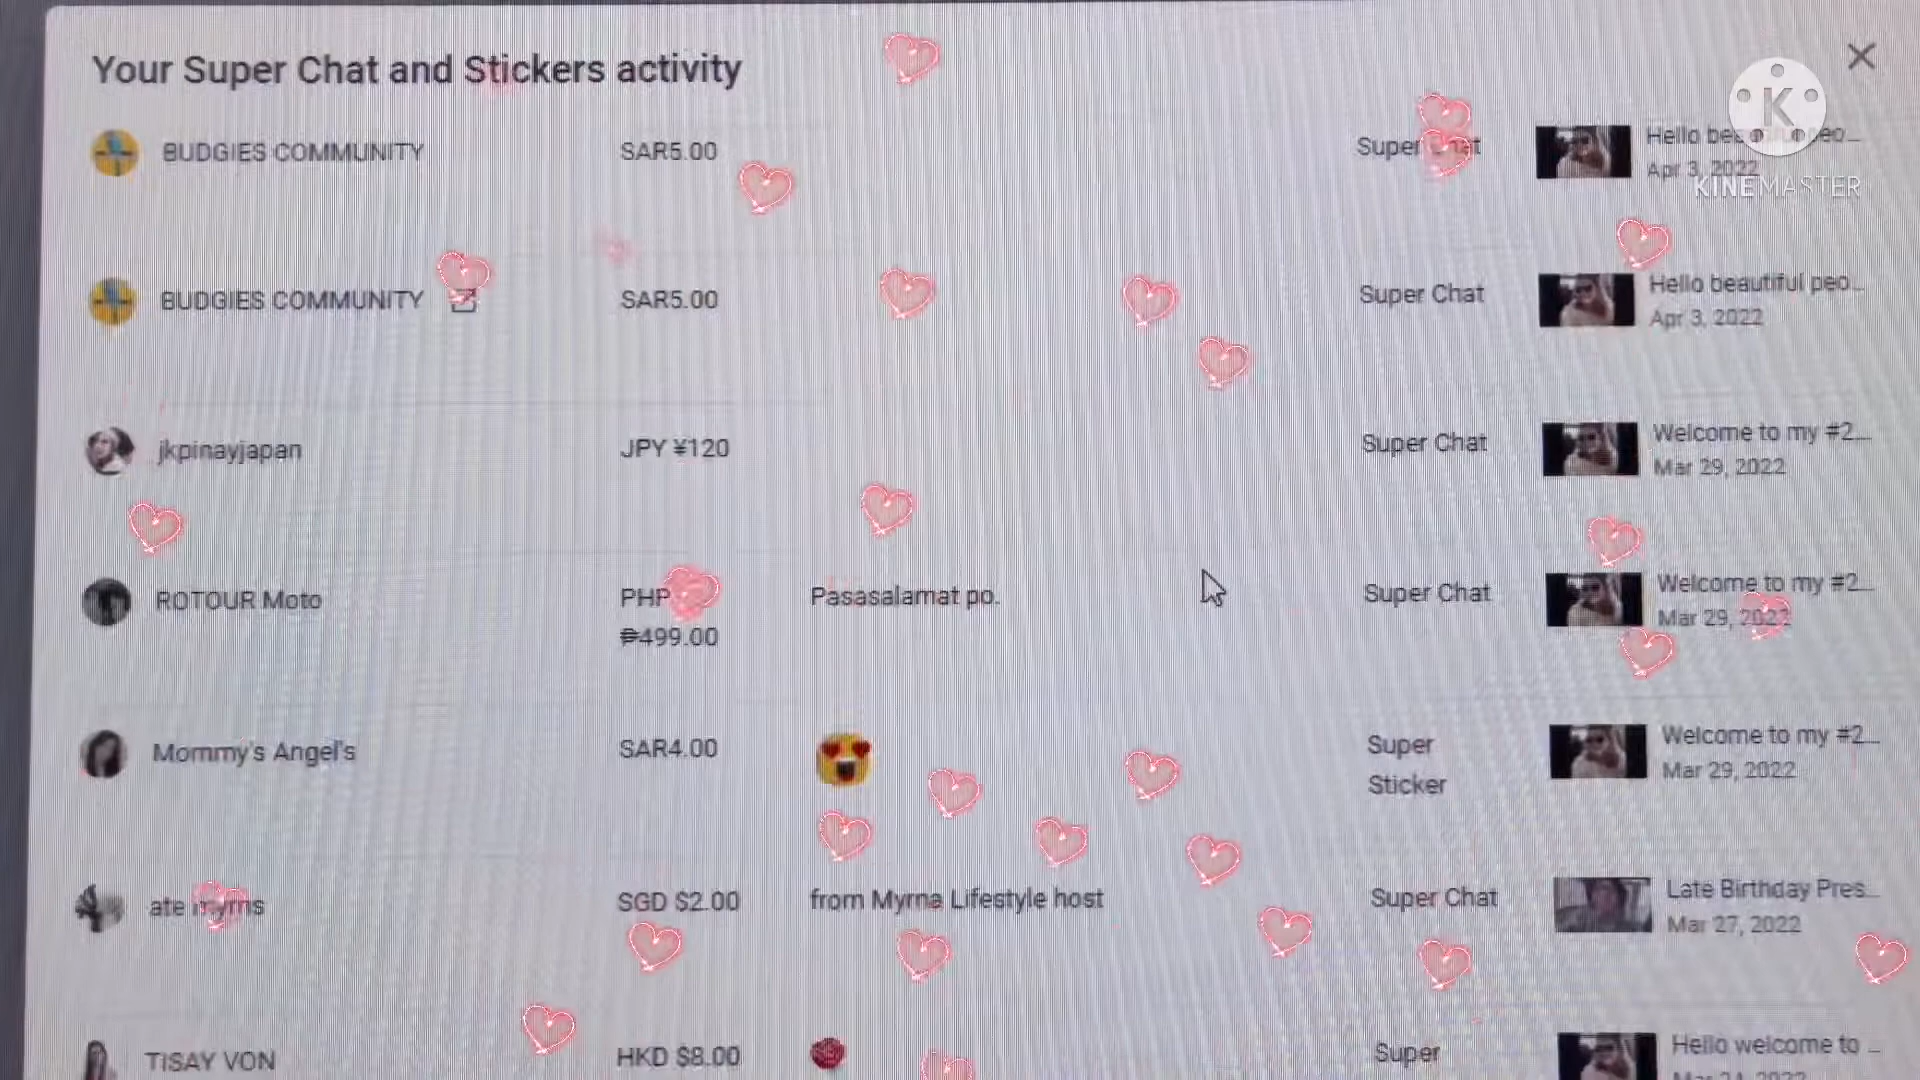 Your Super Chat and Stickers activity
KINEMASTER
BUDGIES COMMUNITY SAR5.00 Super Chat Hello beautiful peo...
Apr 3, 2022
BUDGIES COMMUNITY SAR5.00 Super Chat Hello beautiful peo...
Apr 3, 2022
jkpinayjapan JPY ¥120 Super Chat Welcome to my #2...
Mar 29, 2022
ROTOUR Moto PHP Pasasalamat po. Super Chat Welcome to my #2...
₱499.00 Mar 29, 2022
Mommy's Angel's SAR4.00 Super Welcome to my #2...
Sticker Mar 29, 2022
ate myrns SGD $2.00 from Myrna Lifestyle host Super Chat Late Birthday Pres...
Mar 27, 2022
TISAY VON HKD $8.00 Super Hello welcome to ...